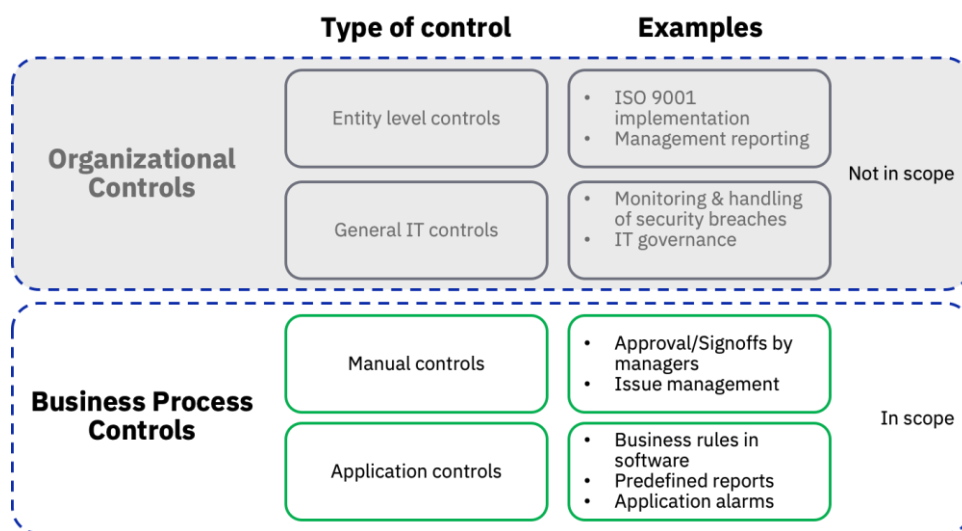 Type of control
Examples
Organizational
Controls
Entity level controls
• ISO 9001
implementation
• Management reporting
General IT controls
• Monitoring & handling
of security breaches
• IT governance
Not in scope
Business Process
Controls
Manual controls
• Approval/Signoffs by
managers
• Issue management
Application controls
• Business rules in
software
• Predefined reports
• Application alarms
In scope